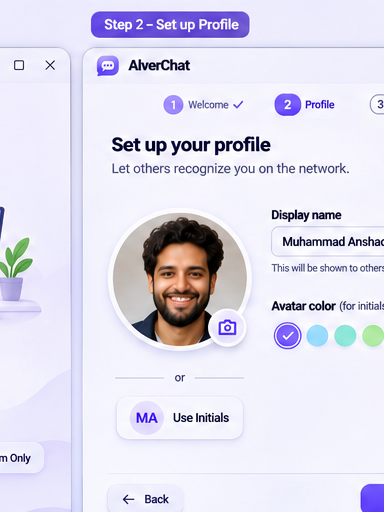 Step 2 – Set up Profile
AlverChat
1 Welcome
2 Profile
3
Set up your profile
Let others recognize you on the network.
Display name
Muhammad Anshad
This will be shown to others
Avatar color (for initials
or
MA Use Initials
Only
Back